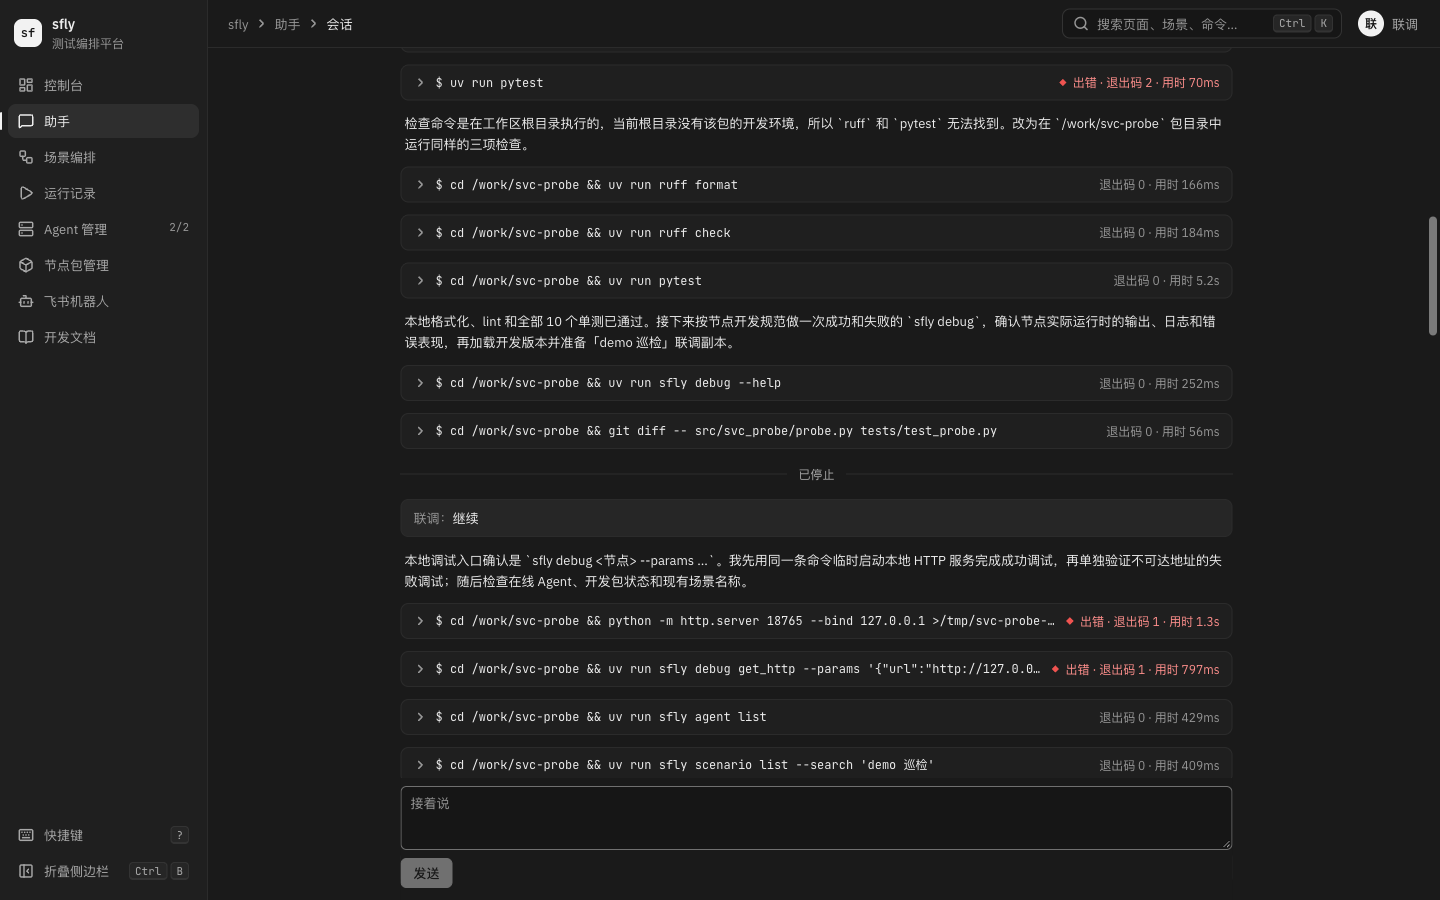 sf
sfly
测试编排平台
控制台
助手
场景编排
运行记录
Agent 管理 2/2
节点包管理
飞书机器人
开发文档
快捷键 ?
折叠侧边栏 Ctrl B
sfly > 助手 > 会话
搜索页面、场景、命令... Ctrl K
联 联调
$ uv run pytest 出错 · 退出码 2 · 用时 70ms
检查命令是在工作区根目录执行的，当前根目录没有该包的开发环境，所以 `ruff` 和 `pytest` 无法找到。改为在 `/work/svc-probe` 包目录中
运行同样的三项检查。
$ cd /work/svc-probe && uv run ruff format 退出码 0 · 用时 166ms
$ cd /work/svc-probe && uv run ruff check 退出码 0 · 用时 184ms
$ cd /work/svc-probe && uv run pytest 退出码 0 · 用时 5.2s
本地格式化、lint 和全部 10 个单测已通过。接下来按节点开发规范做一次成功和失败的 `sfly debug`，确认节点实际运行时的输出、日志和错
误表现，再加载开发版本并准备「demo 巡检」联调副本。
$ cd /work/svc-probe && uv run sfly debug --help 退出码 0 · 用时 252ms
$ cd /work/svc-probe && git diff -- src/svc_probe/probe.py tests/test_probe.py 退出码 0 · 用时 56ms
已停止
联调：继续
本地调试入口确认是 `sfly debug <节点> --params ...`。我先用同一条命令临时启动本地 HTTP 服务完成成功调试，再单独验证不可达地址的失
败调试；随后检查在线 Agent、开发包状态和现有场景名称。
$ cd /work/svc-probe && python -m http.server 18765 --bind 127.0.0.1 >/tmp/svc-probe-… 出错 · 退出码 1 · 用时 1.3s
$ cd /work/svc-probe && uv run sfly debug get_http --params '{"url":"http://127.0.0… 出错 · 退出码 1 · 用时 797ms
$ cd /work/svc-probe && uv run sfly agent list 退出码 0 · 用时 429ms
$ cd /work/svc-probe && uv run sfly scenario list --search 'demo 巡检' 退出码 0 · 用时 409ms
接着说
发送